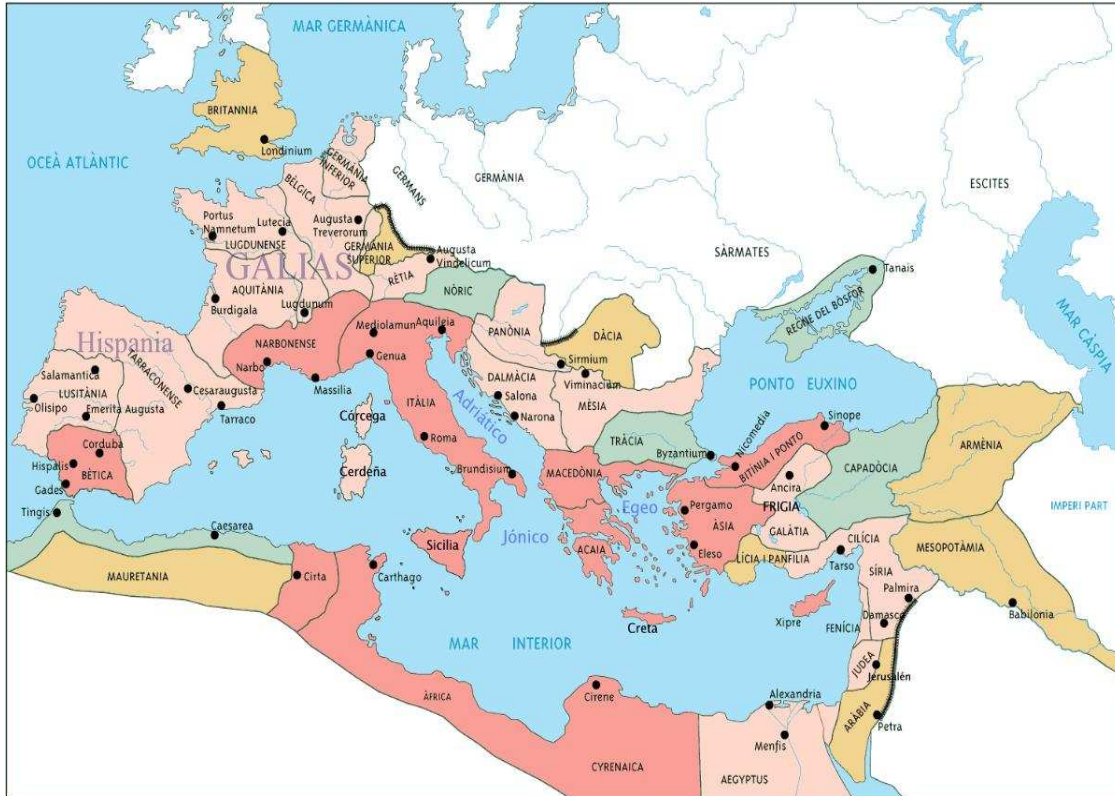 MAR GERMÀNICA
BRITANNIA
Londinium
OCEÀ ATLÀNTIC
GERMÀNIA
INFERIOR
GERMANS
GERMÀNIA
ESCITES
BÈLGICA
Portus
Namnetum
Lutecia
LUGDUNENSE
Augusta
Treverorum
GERMÀNIA
SUPERIOR
Augusta
Vindelicum
SÀRMATES
Tanais
GALIAS
RÈTIA
NÒRIC
REGNE DEL BÒSFOR
MAR CÀSPIA
AQUITÀNIA
Burdigala
Lugdunum
Mediolamun
Aquileia
PANÒNIA
DÀCIA
Hispania
NARBONENSE
Genua
Sirmium
Viminacium
Salamantica
TARRACONENSE
Narbo
Massilia
DALMÀCIA
PONTO EUXINO
LUSITÀNIA
Cesaraugusta
ITÀLIA
Adriático
Salona
MÈSIA
Olisipo
Emerita Augusta
Tarraco
Córcega
Narona
Sinope
Corduba
Roma
TRÀCIA
Byzantium
Nicomedia
BITÍNIA I PONTO
ARMÈNIA
Hispalis
BÈTICA
Cerdeña
Brundisium
MACEDÒNIA
Ancira
CAPADÒCIA
Gades
Egeo
Pergamo
FRIGIA
IMPERI PART
Tingis
Caesarea
Sicilia
Jónico
ÀSIA
GALÀTIA
CILÍCIA
MESOPOTÀMIA
ACAIA
Eleso
LÍCIA I PANFILIA
Tarso
MAURETANIA
Cirta
Carthago
SÍRIA
Palmira
Creta
Xipre
Damasco
FENÍCIA
Babilonia
MAR INTERIOR
JUDEA
Jerusalén
ÀFRICA
Cirene
Alexandria
ARÀBIA
Petra
Menfis
CYRENAICA
AEGYPTUS